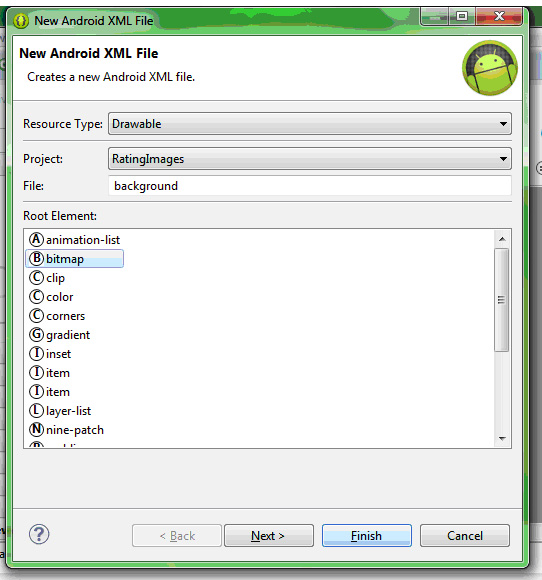 New Android XML File
New Android XML File
Creates a new Android XML file.
Resource Type: Drawable
Project: RatingImages
File: background
Root Element:
A animation-list
B bitmap
C clip
C color
C corners
G gradient
I inset
I item
I item
L layer-list
N nine-patch
? < Back Next > Finish Cancel